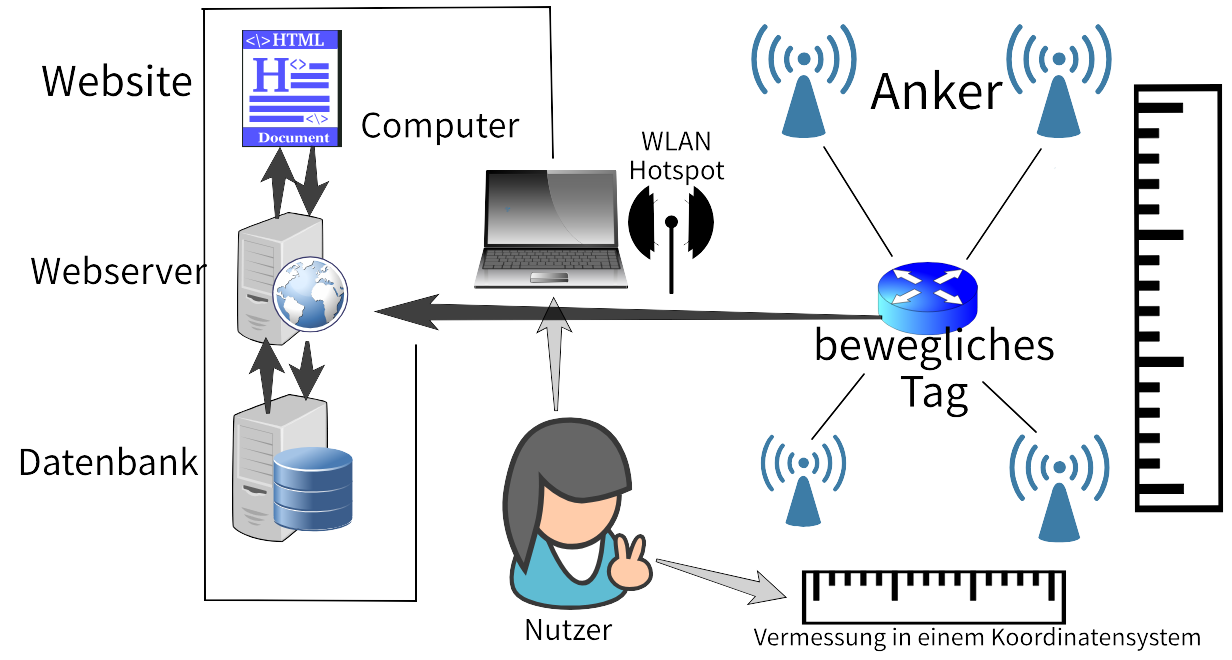 <\>HTML
H<>
<\>
Document
Website
Computer
WLAN
Hotspot
Anker
Webserver
bewegliches
Tag
Datenbank
Nutzer
Vermessung in einem Koordinatensystem